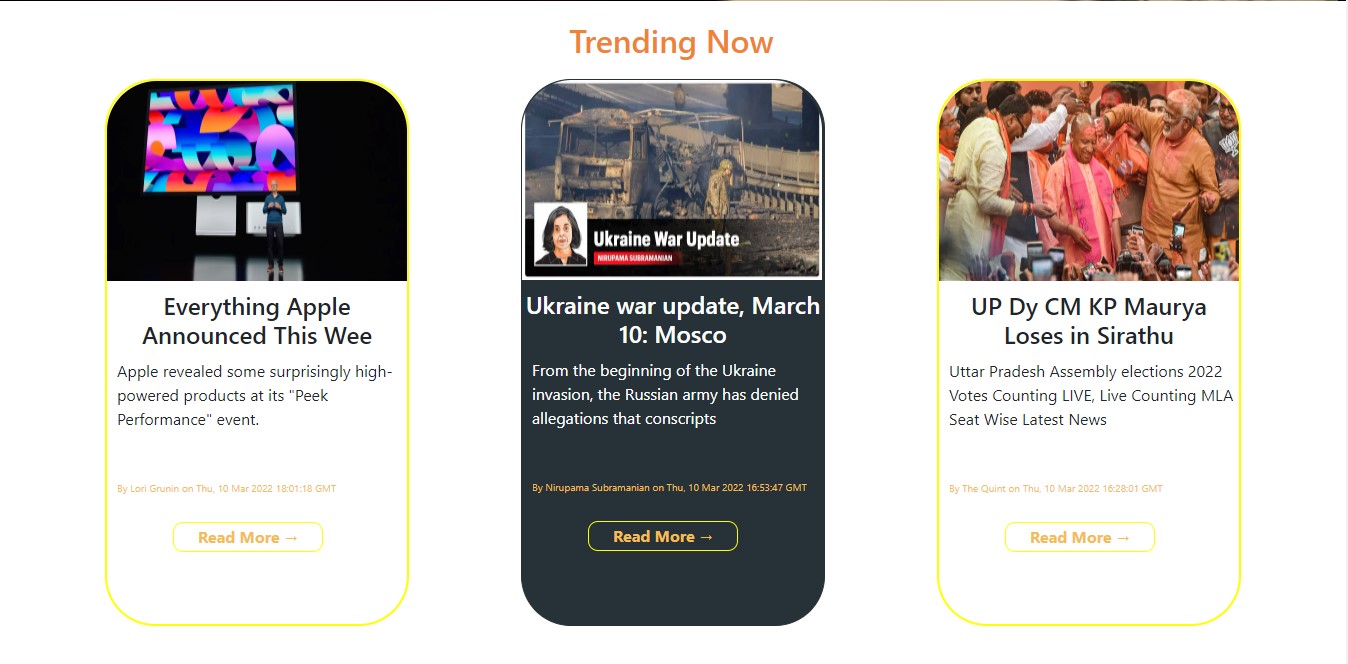 Trending Now
Everything Apple
Announced This Wee
Apple revealed some surprisingly high-
powered products at its "Peek
Performance" event.
By Lori Grunin on Thu, 10 Mar 2022 18:01:18 GMT
Read More →
Ukraine War Update
NIRUPAMA SUBRAMANIAN
Ukraine war update, March
10: Mosco
From the beginning of the Ukraine
invasion, the Russian army has denied
allegations that conscripts
By Nirupama Subramanian on Thu, 10 Mar 2022 16:53:47 GMT
Read More →
UP Dy CM KP Maurya
Loses in Sirathu
Uttar Pradesh Assembly elections 2022
Votes Counting LIVE, Live Counting MLA
Seat Wise Latest News
By The Quint on Thu, 10 Mar 2022 16:28:01 GMT
Read More →